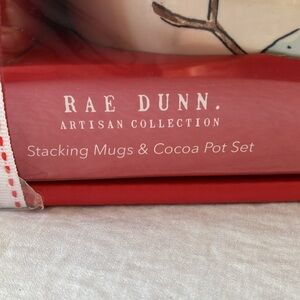 RAE DUNN.
ARTISAN COLLECTION
Stacking Mugs & Cocoa Pot Set